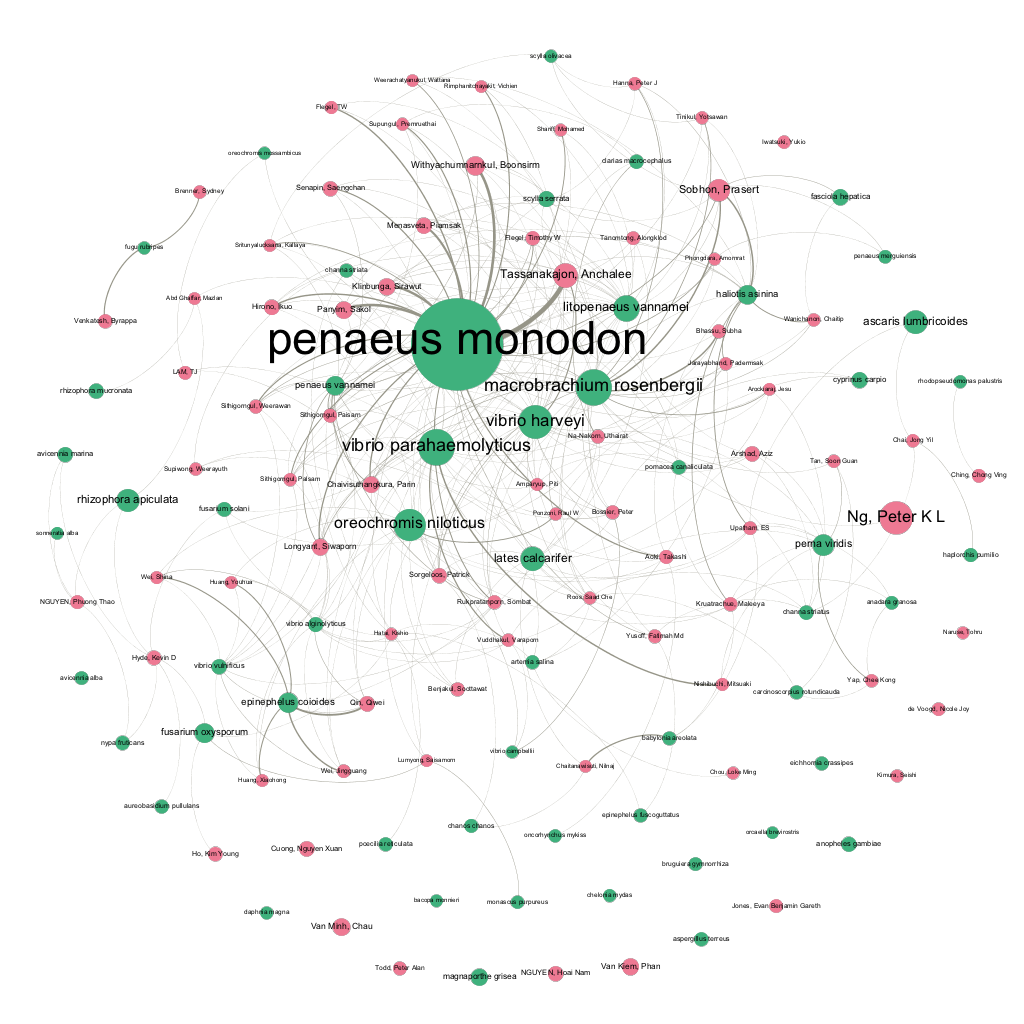 scylla olivacea
Weerachatyanukul, Wattana
Rimphanitchayakit, Vichien
Hanna, Peter J
Flegel, TW
Supungul, Premruethai
Sharifi, Mohamed
Tinikul, Yotsawan
Iwatsuki, Yukio
oreochromis mossambicus
Withyachumnarnkul, Boonsirm
clarias macrocephalus
Brenner, Sydney
Senapin, Saengchan
Sobhon, Prasert
scylla serrata
fasciola hepatica
Menasveta, Piamsak
fugu rubripes
Sritunyalucksana, Kallaya
Flegel, Timothy W
Tanomtong, Alongklod
Phongdara, Amornrat
penaeus merguiensis
channa striata
Tassanakajon, Anchalee
Klinbunga, Sirawut
haliotis asinina
Abd Ghaffar, Mazlan
Hirono, Ikuo
Panyim, Sakol
litopenaeus vannamei
Venkatesh, Byrappa
Wanichanon, Chaitip
ascaris lumbricoides
penaeus monodon
Bhassu, Subha
Jarayabhand, Padermsak
LAM, TJ
rhizophora mucronata
penaeus vannamei
macrobrachium rosenbergii
Arockiaraj, Jesu
cyprinus carpio
rhodopseudomonas palustris
Sithigorngul, Weerawan
Sithigorngul, Paisarn
vibrio harveyi
Na-Nakorn, Uthairat
Chai, Jong Yil
avicennia marina
vibrio parahaemolyticus
Arshad, Aziz
Tan, Soon Guan
Supiwong, Weerayuth
pomacea canaliculata
Ching, Chong Ving
Sithigorngul, Paisarn
Chaivisuthangkura, Parin
Amparyup, Piti
rhizophora apiculata
fusarium solani
Ponzoni, Raul W
Bossier, Peter
Ng, Peter K L
oreochromis niloticus
Upatham, ES
sonneratia alba
Longyant, Siwaporn
lates calcarifer
Aoki, Takashi
perna viridis
haplorchis pumilio
Wei, Shina
Huang, Youhua
Sorgeloos, Patrick
NGUYEN, Phuong Thao
Rukpratanporn, Sombat
Roos, Saad Che
Kruatrachue, Maleeya
channa striatus
anadara granosa
vibrio alginolyticus
Hatai, Kishio
Vuddhakul, Varaporn
Yusoff, Fatimah Md
Naruse, Tohru
Hyde, Kevin D
vibrio vulnificus
artemia salina
avicennia alba
Benjakul, Soottawat
Nishibuchi, Mitsuaki
carcinoscorpius rotundicauda
Yap, Chee Kong
epinephelus coioides
Qin, Qiwei
de Voogd, Nicole Joy
fusarium oxysporum
nypa fruticans
vibrio campbellii
babylonia areolata
Lumyong, Saisamorn
Chaitanawisuti, Nilnaj
Wei, Jingguang
Huang, Xiaohong
Chou, Loke Ming
eichhornia crassipes
Kimura, Seishi
aureobasidium pullulans
epinephelus fuscoguttatus
chanos chanos
oncorhynchus mykiss
orcaella brevirostris
poecilia reticulata
anopheles gambiae
Ho, Kim Young
Cuong, Nguyen Xuan
bruguiera gymnorrhiza
bacopa monnieri
monascus purpureus
chelonia mydas
daphnia magna
Jones, Evan Benjamin Gareth
Van Minh, Chau
aspergillus terreus
Todd, Peter Alan
magnaporthe grisea
NGUYEN, Hoai Nam
Van Kiem, Phan